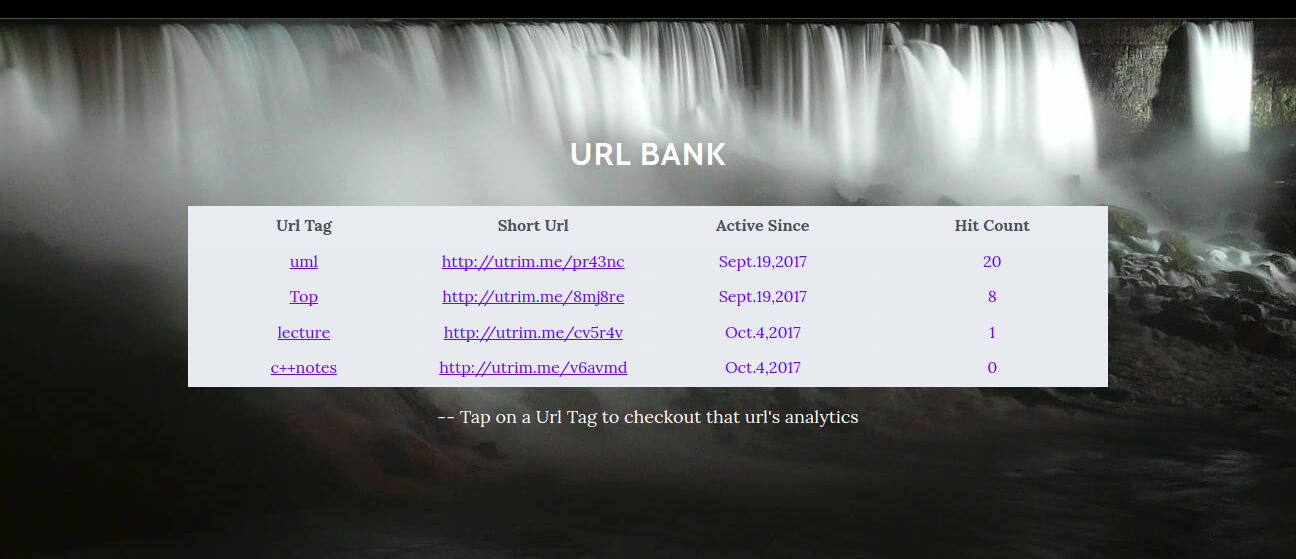 URL BANK
Url Tag Short Url Active Since Hit Count
uml http://utrim.me/pr43nc Sept.19,2017 20
Top http://utrim.me/8mj8re Sept.19,2017 8
lecture http://utrim.me/cv5r4v Oct.4,2017 1
c++notes http://utrim.me/v6avmd Oct.4,2017 0
-- Tap on a Url Tag to checkout that url's analytics